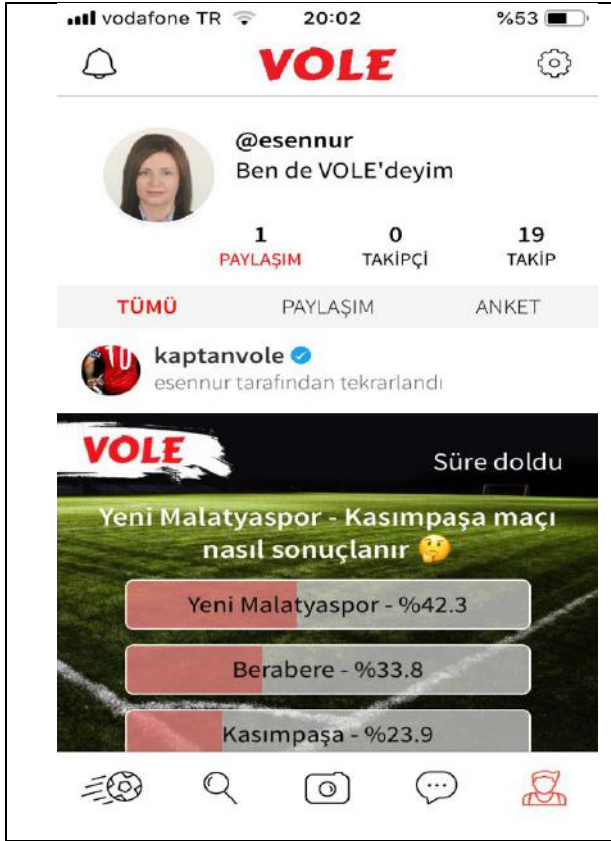 vodafone TR 20:02 %53
VOLE
@esennur
Ben de VOLE'deyim
1 0 19
PAYLAŞIM TAKİPÇİ TAKİP
TÜMÜ PAYLAŞIM ANKET
kaptanvole
esennur tarafından tekrarlandı
10
VOLE
Süre doldu
Yeni Malatyaspor - Kasımpaşa maçı
nasıl sonuçlanır 🤔
Yeni Malatyaspor - %42.3
Berabere - %33.8
Kasımpaşa - %23.9